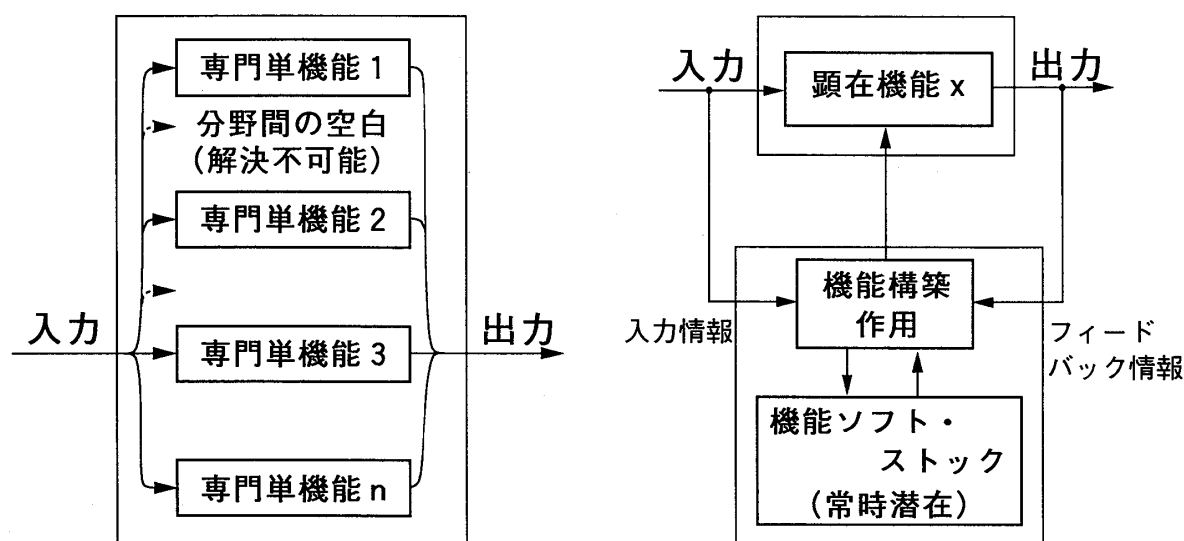 専門単機能1
分野間の空白
(解決不可能)
専門単機能2
入力
専門単機能3
出力
専門単機能n
入力
顕在機能x
出力
機能構築
作用
入力情報
フィード
バック情報
機能ソフト・
ストック
(常時潜在)